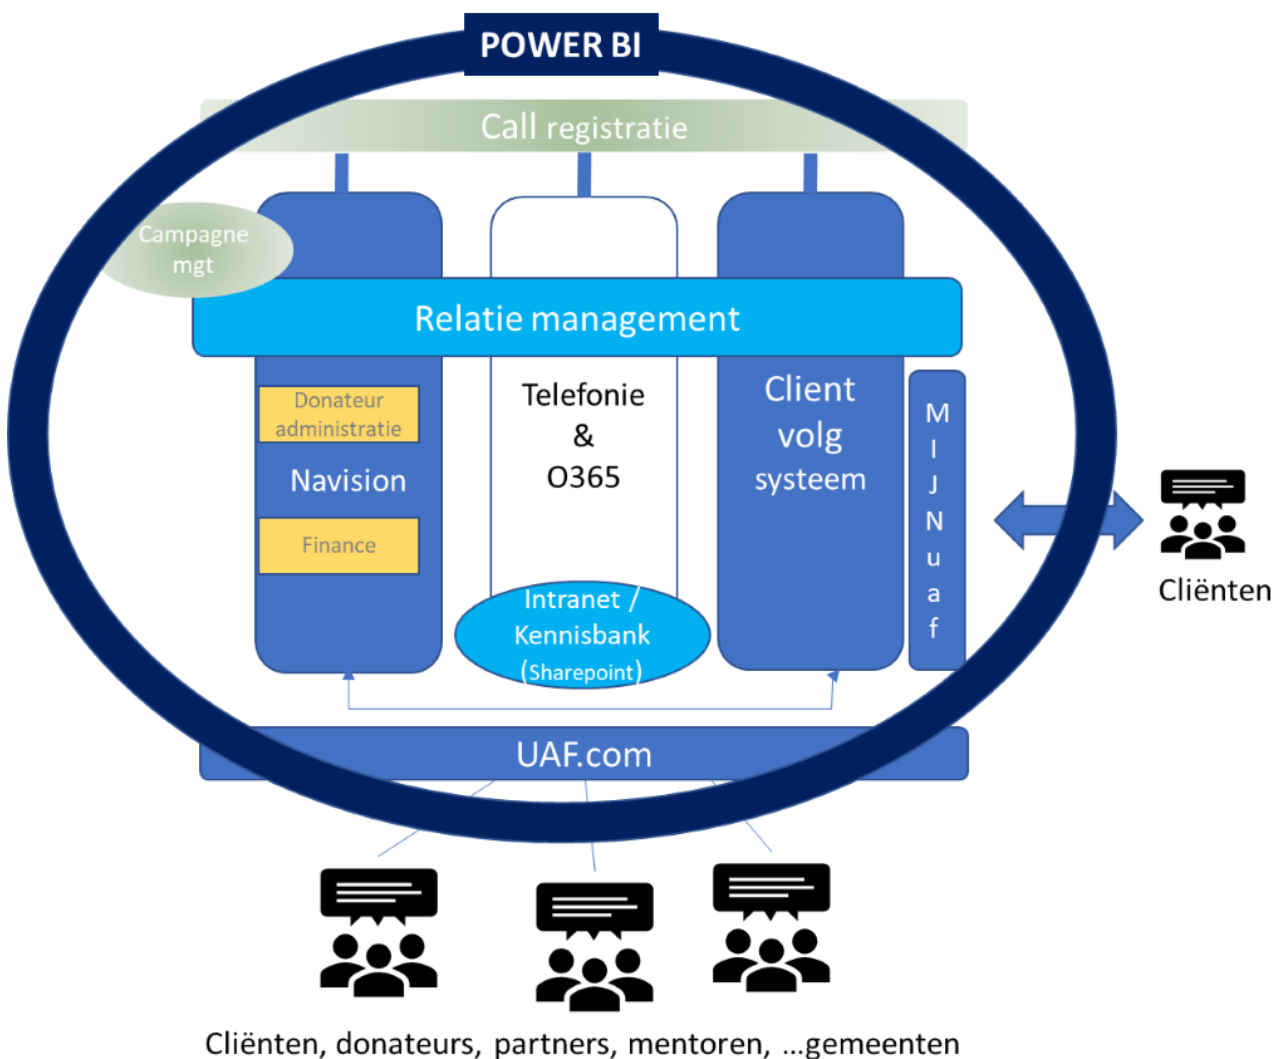 POWER BI
Call registratie
Campagne
mgt
Relatie management
Donateur
administratie
Navision
Finance
Telefonie
&
O365
Intranet /
Kennisbank
(Sharepoint)
Client
volg
systeem
M
I
J
N
u
a
f
Cliënten
UAF.com
Cliënten, donateurs, partners, mentoren, ...gemeenten